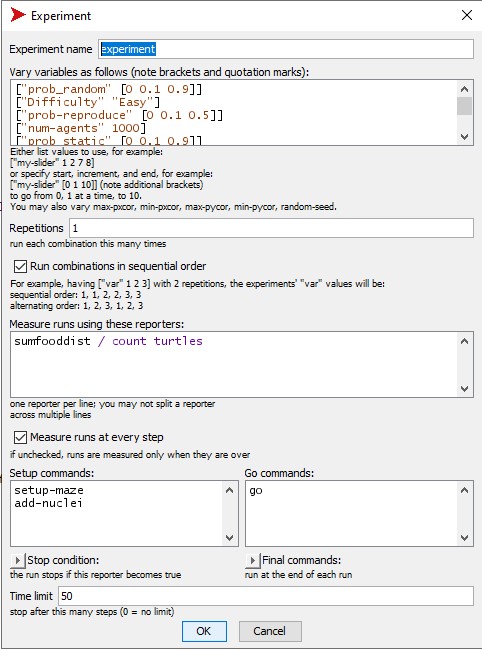 Experiment
Experiment name experiment
Vary variables as follows (note brackets and quotation marks):
["prob_random" [0 0.1 0.9]]
["Difficulty" "Easy"]
["prob-reproduce" [0 0.1 0.5]]
["num-agents" 1000]
["prob static" [0 0.1 0.9]]
Either list values to use, for example:
["my-slider" 1 2 7 8]
or specify start, increment, and end, for example:
["my-slider" [0 1 10]] (note additional brackets)
to go from 0, 1 at a time, to 10.
You may also vary max-pxcor, min-pxcor, max-pycor, min-pycor, random-seed.
Repetitions 1
run each combination this many times
Run combinations in sequential order
For example, having ["var" 1 2 3] with 2 repetitions, the experiments' "var" values will be:
sequential order: 1, 1, 2, 2, 3, 3
alternating order: 1, 2, 3, 1, 2, 3
Measure runs using these reporters:
sumfooddist / count turtles
one reporter per line; you may not split a reporter
across multiple lines
Measure runs at every step
if unchecked, runs are measured only when they are over
Setup commands:
setup-maze
add-nuclei
Go commands:
go
Stop condition:
the run stops if this reporter becomes true
Final commands:
run at the end of each run
Time limit 50
stop after this many steps (0 = no limit)
OK
Cancel